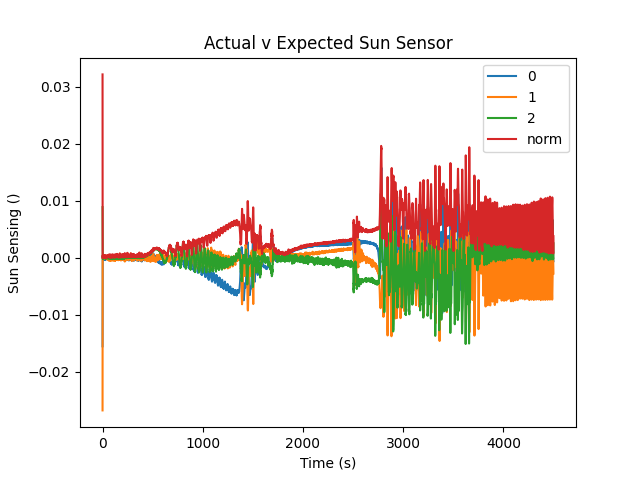 Actual v Expected Sun Sensor
0
1
2
norm
0.03
0.02
0.01
0.00
−0.01
−0.02
Sun Sensing ()
0 1000 2000 3000 4000
Time (s)